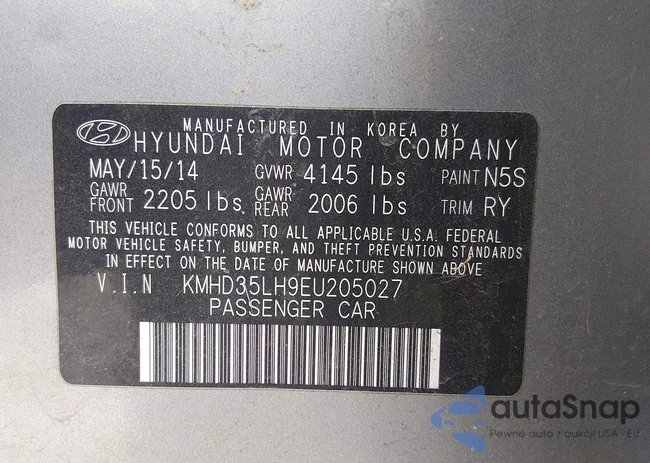 MANUFACTURED IN KOREA BY
HYUNDAI MOTOR COMPANY
MAY/15/14 GVWR 4145 lbs PAINT N5S
GAWR FRONT 2205 lbs GAWR REAR 2006 lbs TRIM RY
THIS VEHICLE CONFORMS TO ALL APPLICABLE U.S.A. FEDERAL
MOTOR VEHICLE SAFETY, BUMPER, AND THEFT PREVENTION STANDARDS
IN EFFECT ON THE DATE OF MANUFACTURE SHOWN ABOVE
V.I.N KMHD35LH9EU205027
PASSENGER CAR
autaSnap
Pewne auta z aukcji USA - EU